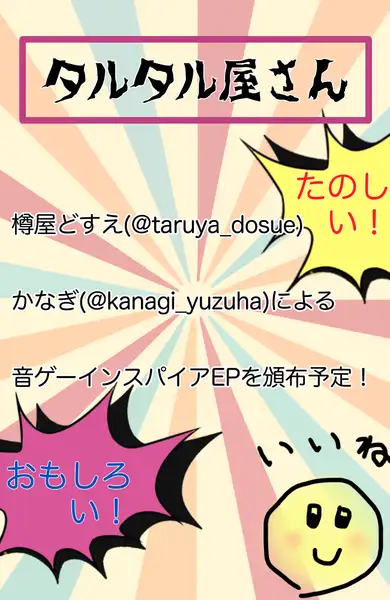 タルタル屋さん
たのし
い！
樽屋どすえ(@taruya_dosue)
かなぎ(@kanagi_yuzuha)による
音ゲーインスパイアEPを頒布予定！
おもしろ
い！
いいね